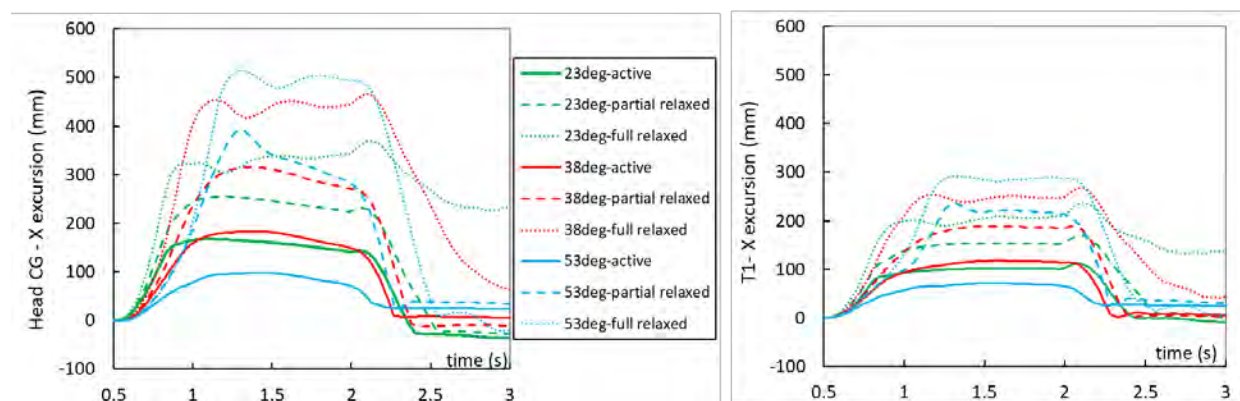 600
500
400
300
200
100
0
-100
0.5
1
1.5
2
2.5
3
Head CG - X excursion (mm)
time (s)
23deg-active
23deg-partial relaxed
23deg-full relaxed
38deg-active
38deg-partial relaxed
38deg-full relaxed
53deg-active
53deg-partial relaxed
53deg-full relaxed
600
500
400
300
200
100
0
-100
0.5
1
1.5
2
2.5
3
T1- X excursion (mm)
time (s)